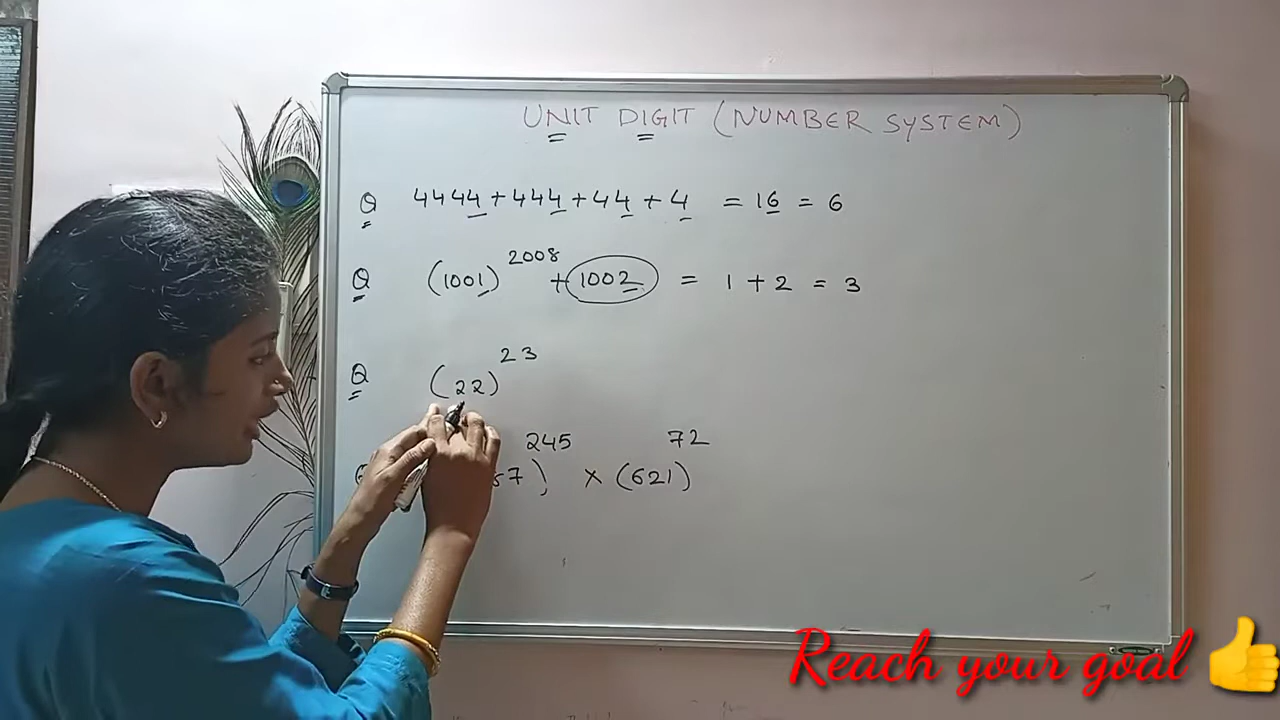 UNIT DIGIT (NUMBER SYSTEM)
Q 4444 + 444 + 44 + 4 = 16 = 6
Q (1001)^2008 + 1002 = 1 + 2 = 3
Q (22)^23
7)^245 × (621)^72
Reach your goal 👍